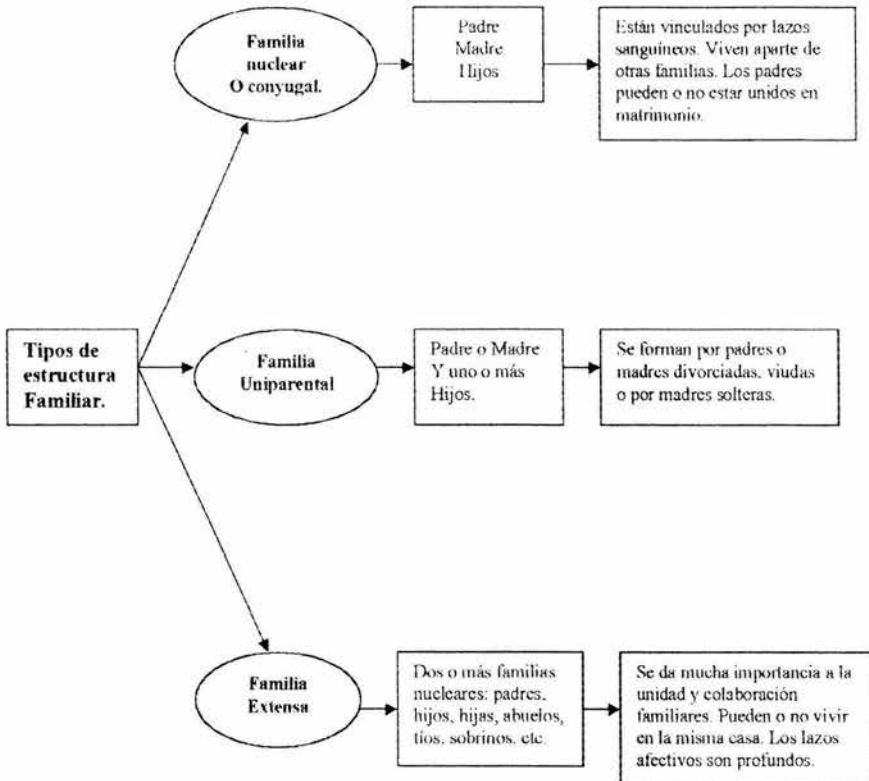 Familia
nuclear
O conyugal.
Padre
Madre
Hijos
Están vinculados por lazos
sanguíneos. Viven aparte de
otras familias. Los padres
pueden o no estar unidos en
matrimonio.
Tipos de
estructura
Familiar.
Familia
Uniparental
Padre o Madre
Y uno o más
Hijos.
Se forman por padres o
madres divorciadas, viudas
o por madres solteras.
Familia
Extensa
Dos o más familias
nucleares: padres,
hijos, hijas, abuelos,
tíos, sobrinos, etc.
Se da mucha importancia a la
unidad y colaboración
familiares. Pueden o no vivir
en la misma casa. Los lazos
afectivos son profundos.